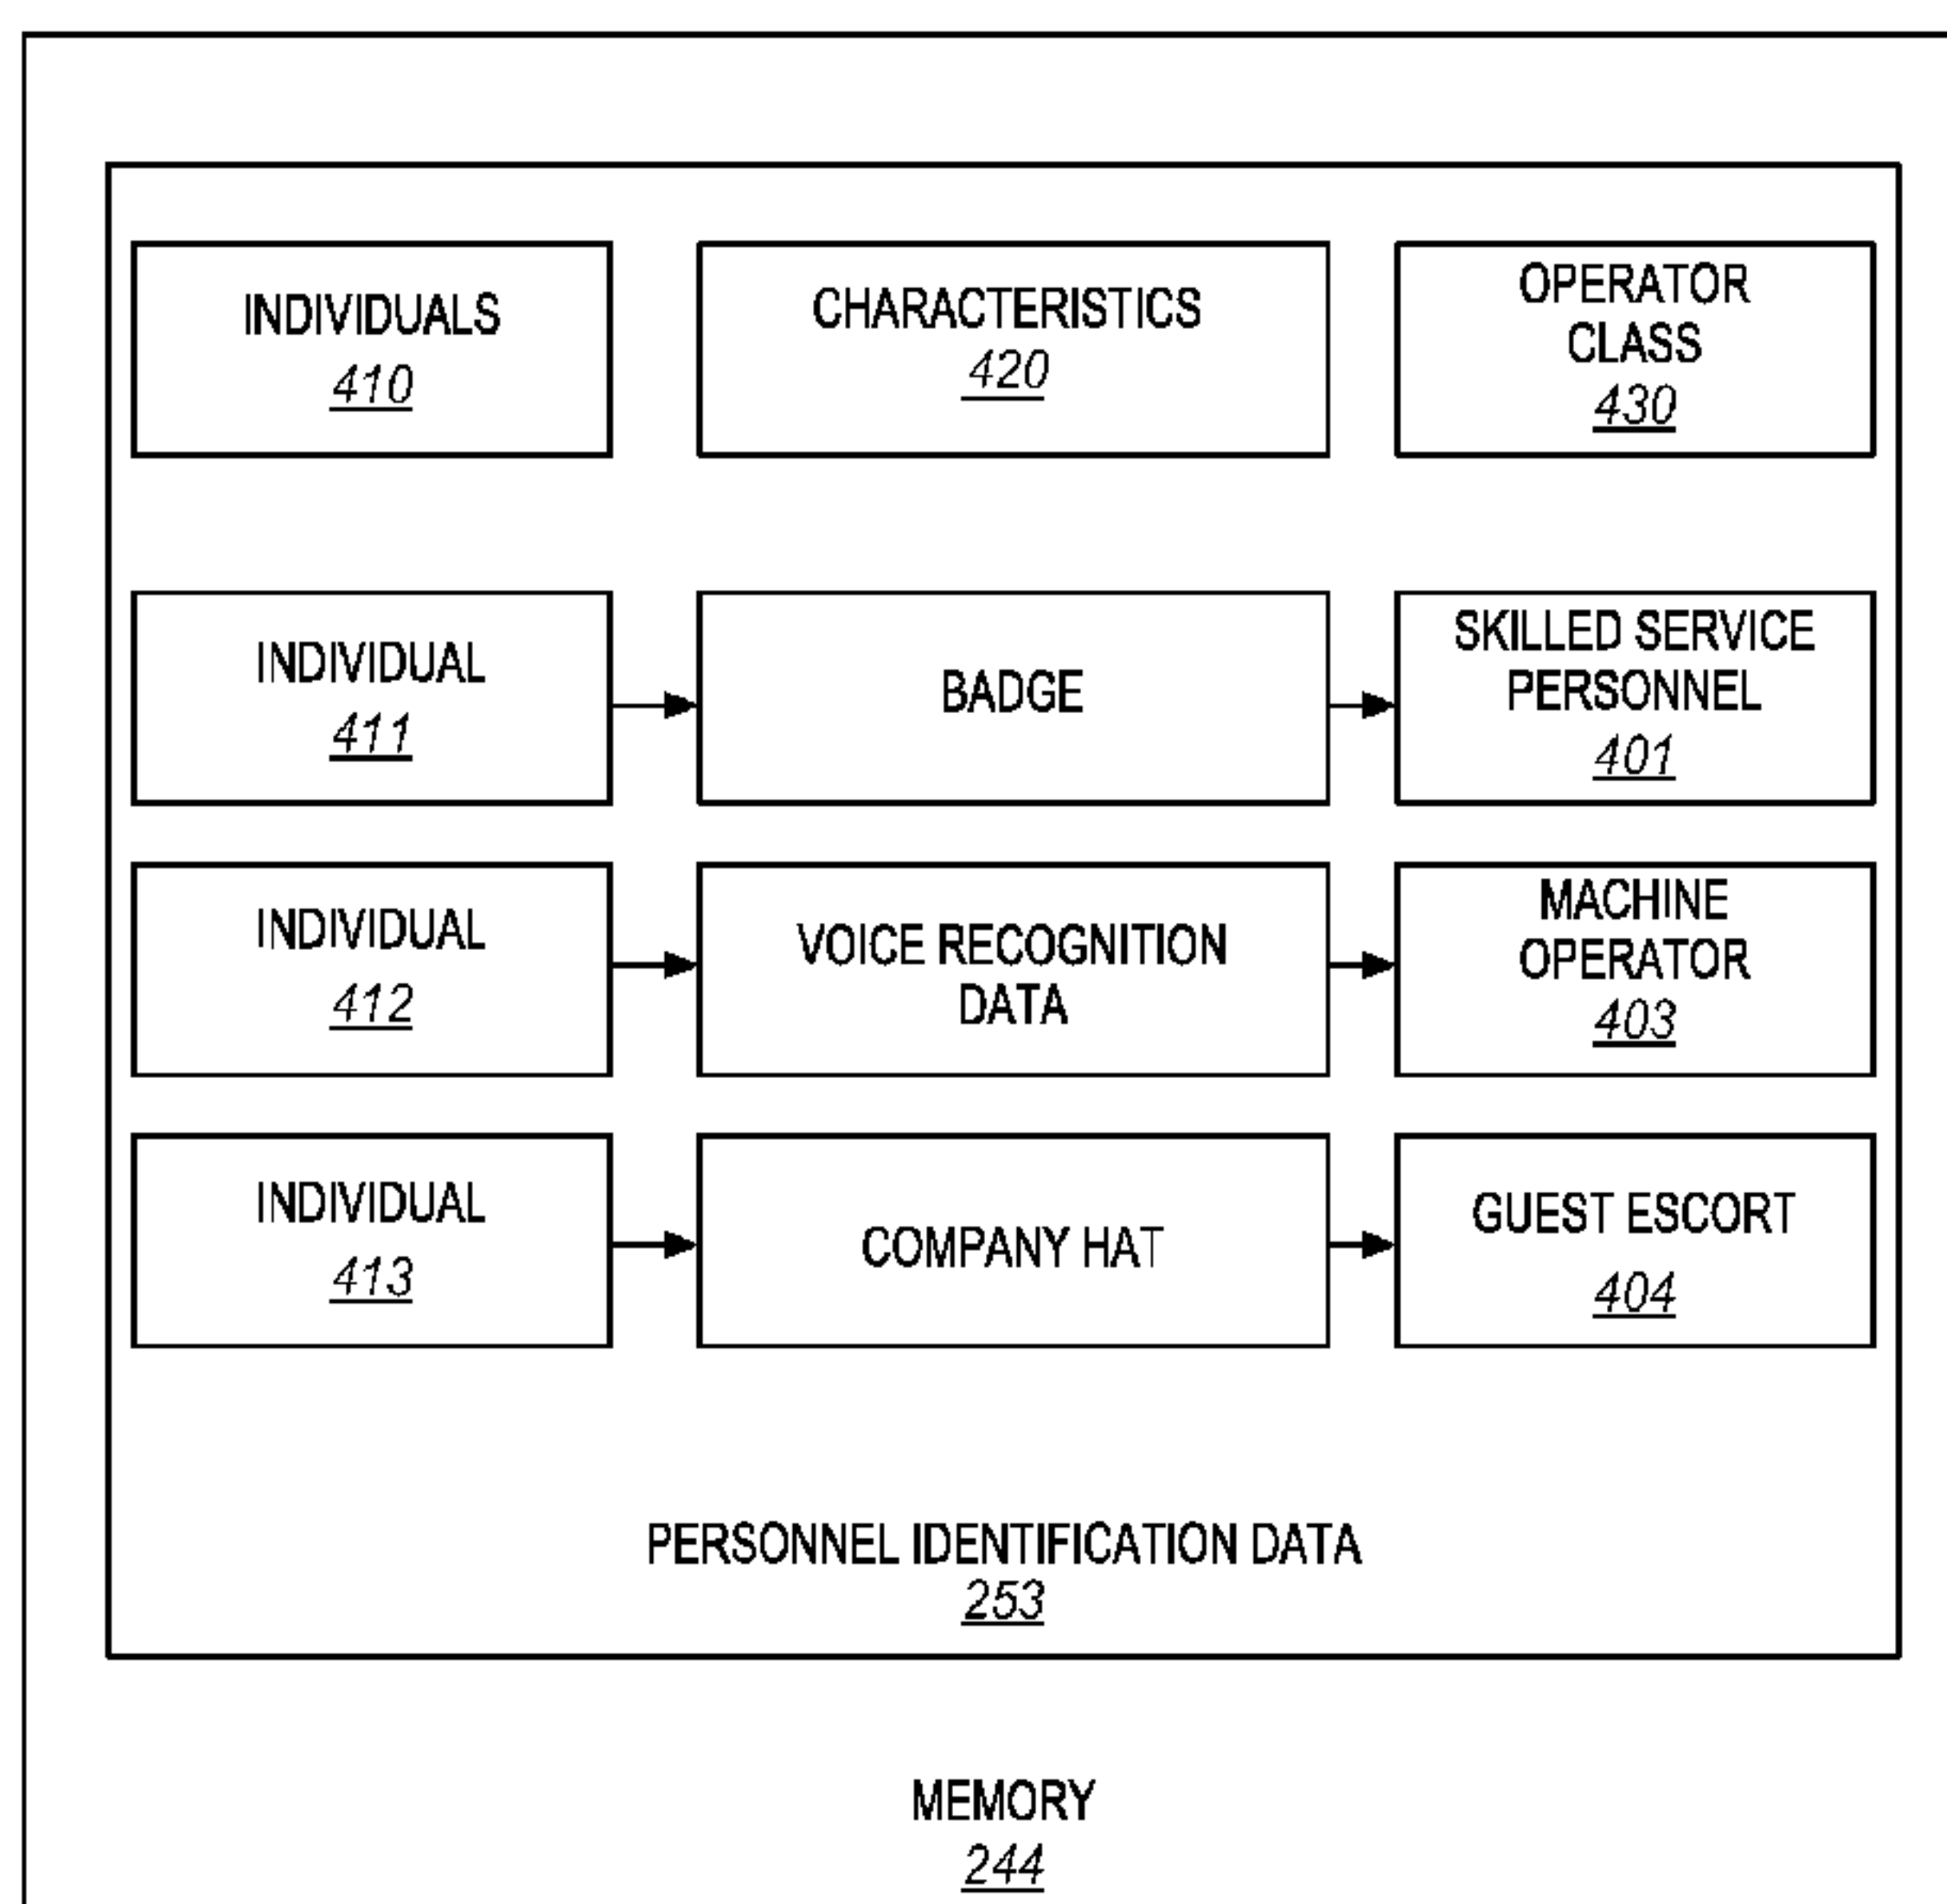 INDIVIDUALS
410
CHARACTERISTICS
420
OPERATOR
CLASS
430
INDIVIDUAL
411
BADGE
SKILLED SERVICE
PERSONNEL
401
INDIVIDUAL
412
VOICE RECOGNITION
DATA
MACHINE
OPERATOR
403
INDIVIDUAL
413
COMPANY HAT
GUEST ESCORT
404
PERSONNEL IDENTIFICATION DATA
253
MEMORY
244